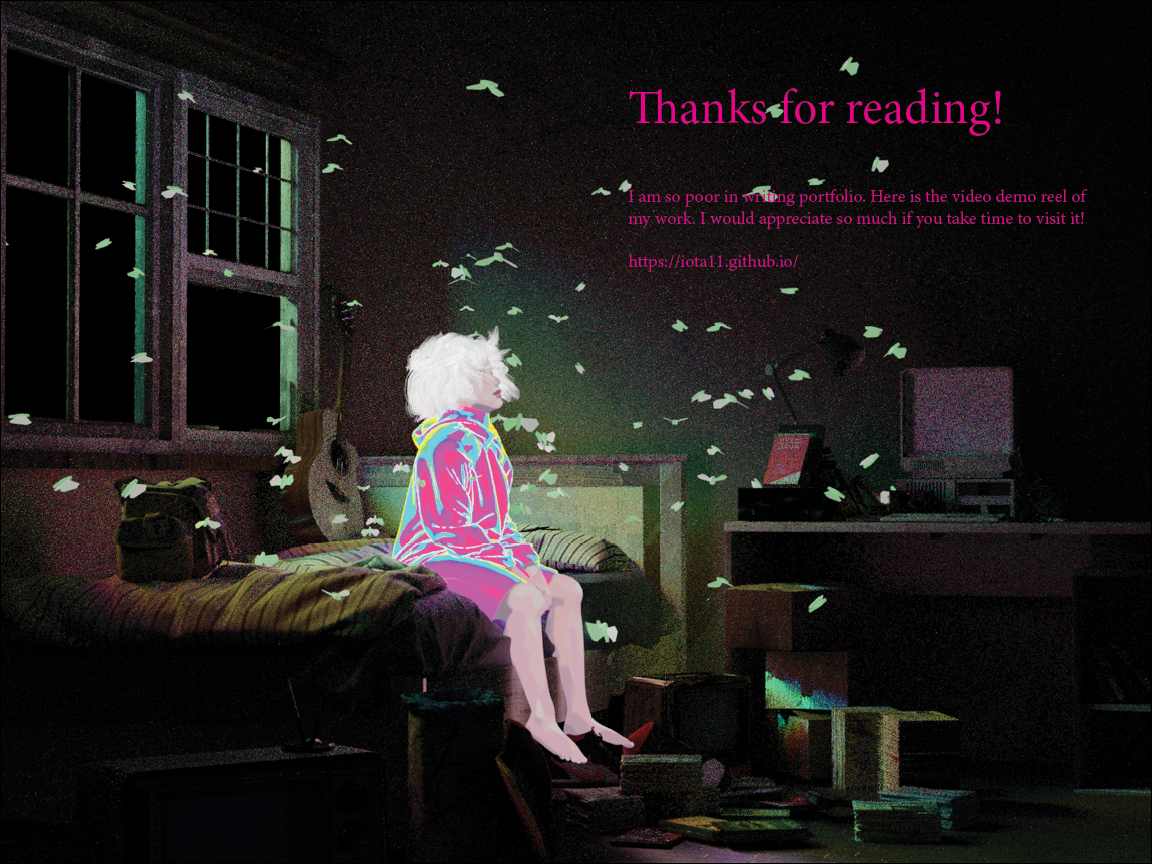 Thanks for reading!
I am so poor in writing portfolio. Here is the video demo reel of
my work. I would appreciate so much if you take time to visit it!
https://iota11.github.io/